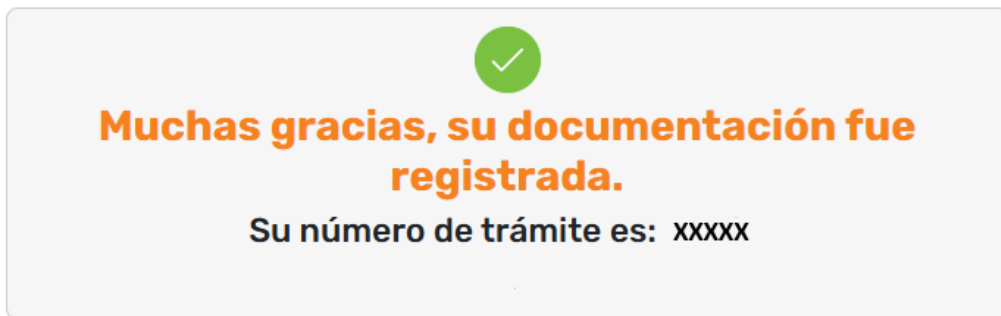 Muchas gracias, su documentación fue
registrada.
Su número de trámite es: XXXXX